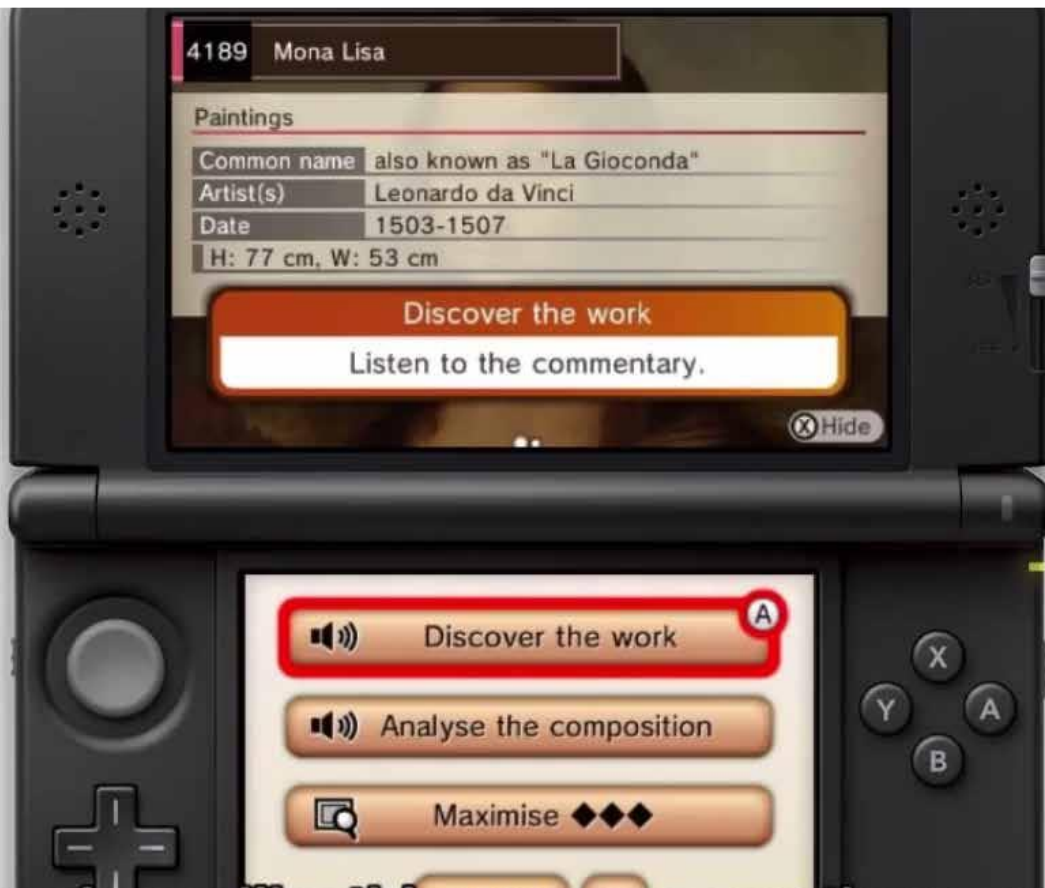 4189 Mona Lisa
Paintings
Common name also known as "La Gioconda"
Artist(s) Leonardo da Vinci
Date 1503-1507
H: 77 cm, W: 53 cm
Discover the work
Listen to the commentary.
X Hide
Discover the work A
Analyse the composition
Maximise ◆◆◆
X
Y A
B